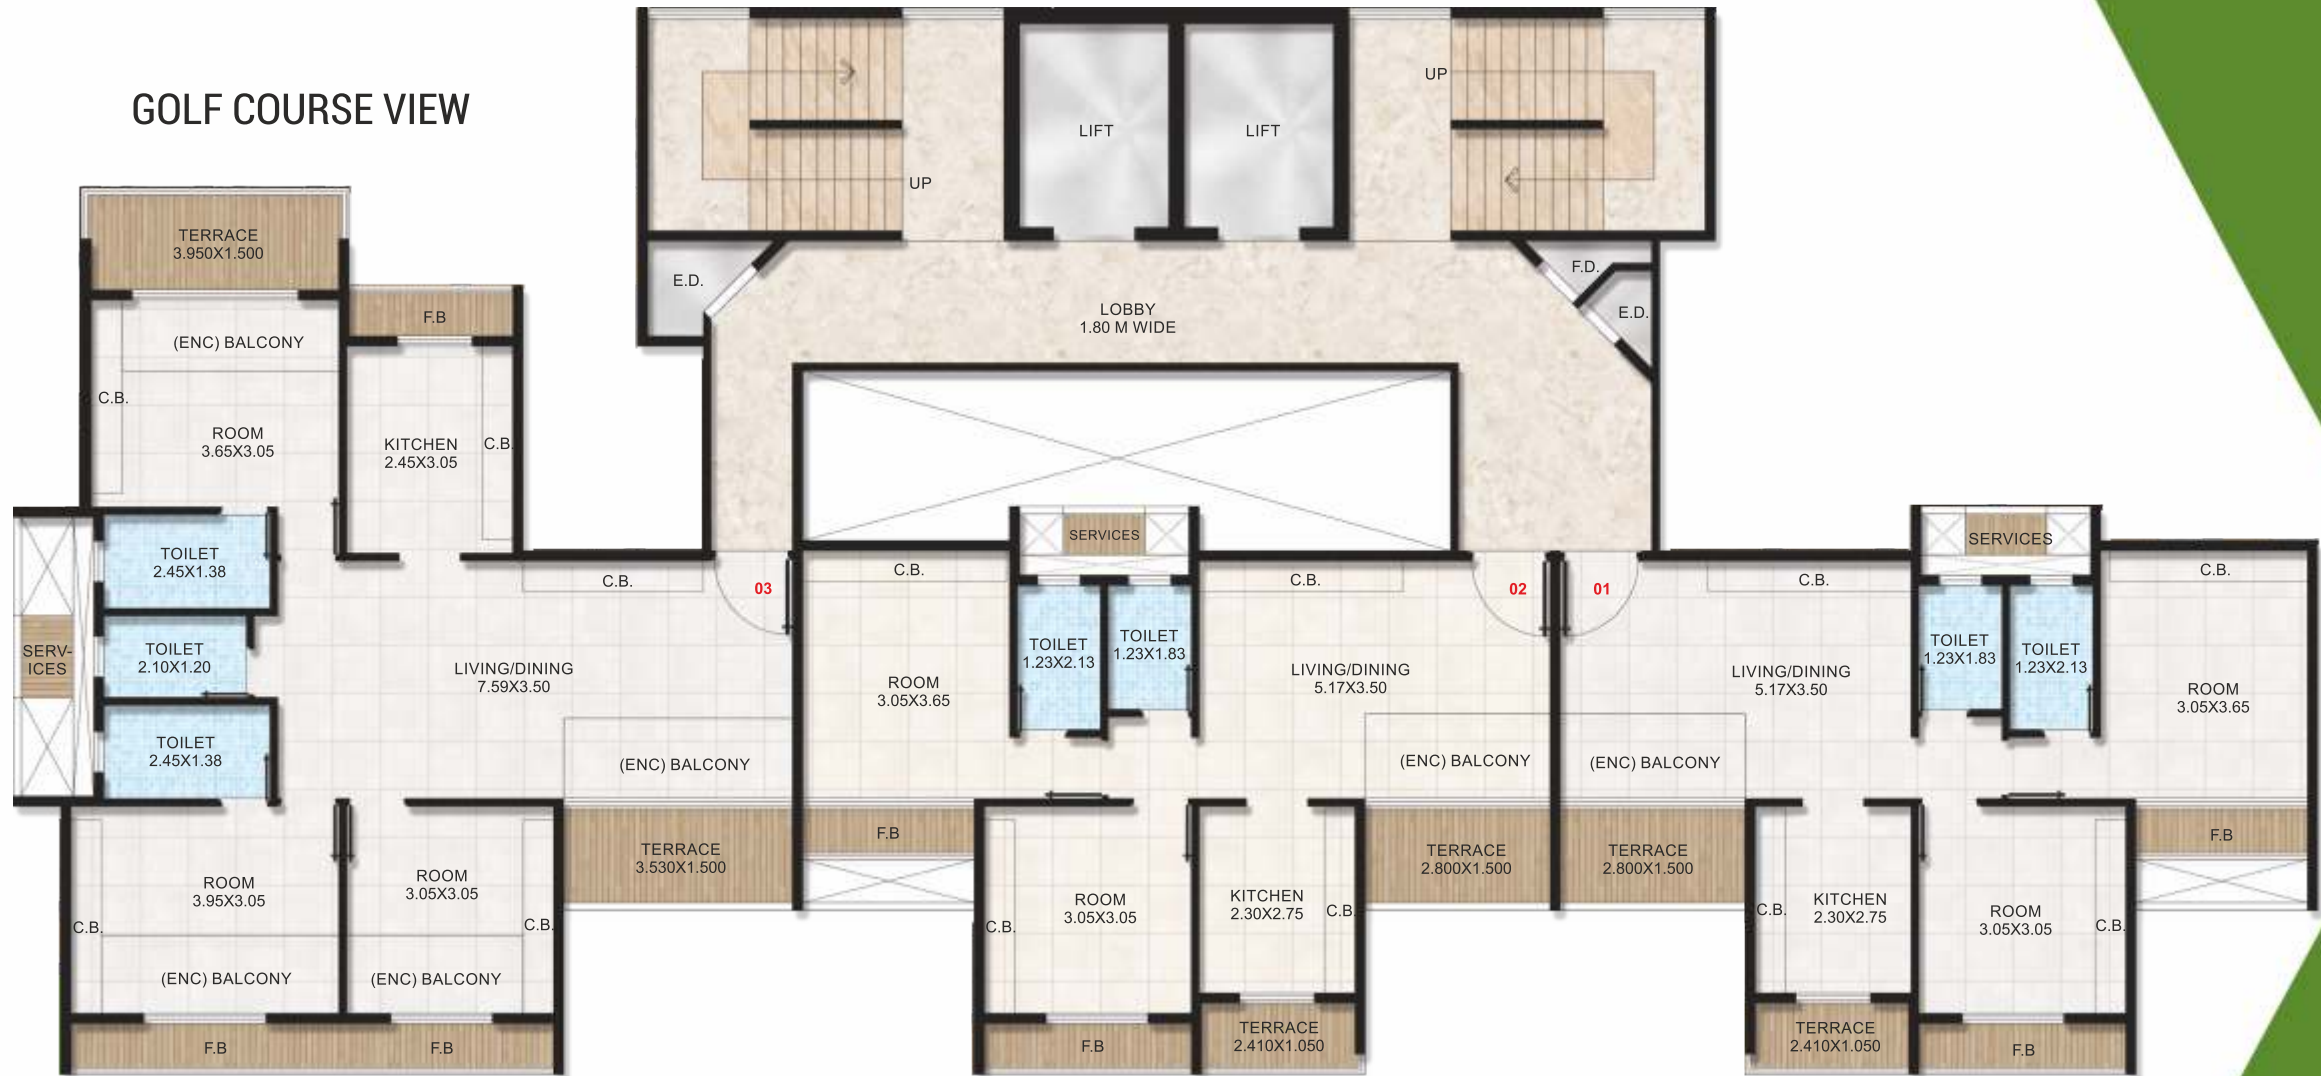 GOLF COURSE VIEW
UP
LIFT
LIFT
UP
TERRACE
3.950X1.500
E.D.
F.D.
E.D.
LOBBY
1.80 M WIDE
F.B
(ENC) BALCONY
C.B.
ROOM
3.65X3.05
KITCHEN
2.45X3.05
C.B.
TOILET
2.45X1.38
SERV-
ICES
TOILET
2.10X1.20
TOILET
2.45X1.38
C.B.
03
LIVING/DINING
7.59X3.50
(ENC) BALCONY
TERRACE
3.530X1.500
ROOM
3.95X3.05
C.B.
(ENC) BALCONY
F.B
ROOM
3.05X3.05
C.B.
(ENC) BALCONY
F.B
C.B.
SERVICES
ROOM
3.05X3.65
TOILET
1.23X2.13
TOILET
1.23X1.83
C.B.
02
LIVING/DINING
5.17X3.50
(ENC) BALCONY
F.B
ROOM
3.05X3.05
C.B.
F.B
KITCHEN
2.30X2.75
C.B.
TERRACE
2.410X1.050
TERRACE
2.800X1.500
01
C.B.
SERVICES
C.B.
LIVING/DINING
5.17X3.50
TOILET
1.23X1.83
TOILET
1.23X2.13
ROOM
3.05X3.65
(ENC) BALCONY
TERRACE
2.800X1.500
F.B
C.B.
KITCHEN
2.30X2.75
ROOM
3.05X3.05
C.B.
TERRACE
2.410X1.050
F.B